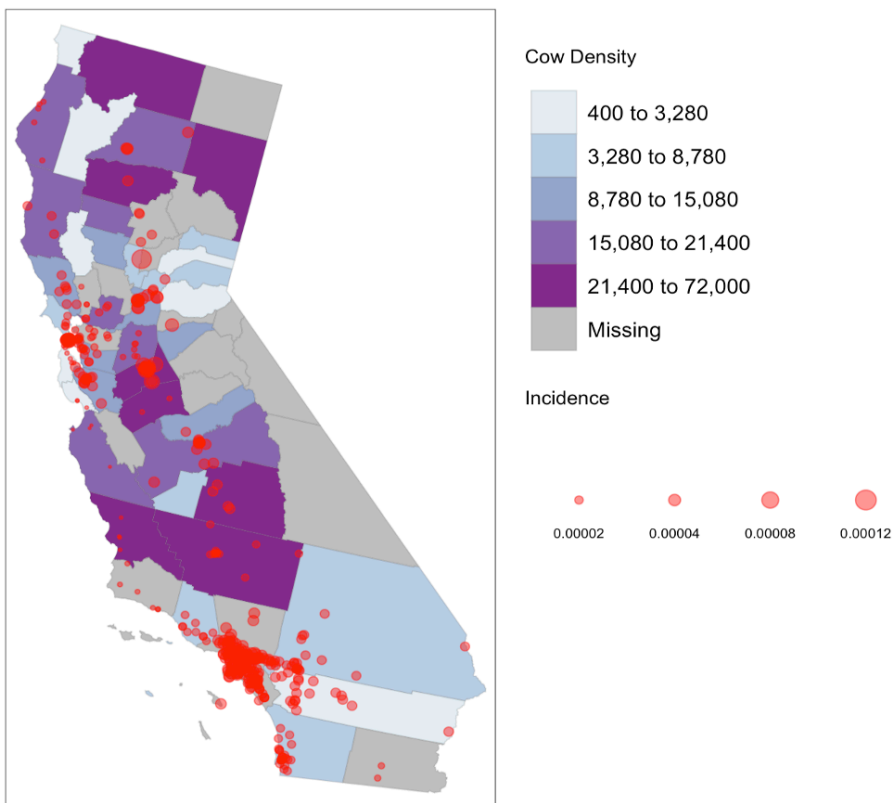 Cow Density
400 to 3,280
3,280 to 8,780
8,780 to 15,080
15,080 to 21,400
21,400 to 72,000
Missing
Incidence
0.00002 0.00004 0.00008 0.00012